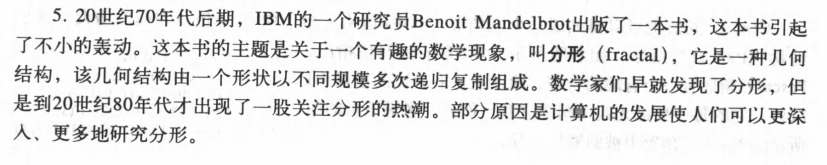 5. 20世纪70年代后期，IBM的一个研究员Benoit Mandelbrot出版了一本书，这本书引起
了不小的轰动。这本书的主题是关于一个有趣的数学现象，叫分形（fractal），它是一种几何
结构，该几何结构由一个形状以不同规模多次递归复制组成。数学家们早就发现了分形，但
是到20世纪80年代才出现了一股关注分形的热潮。部分原因是计算机的发展使人们可以更深
入、更多地研究分形。